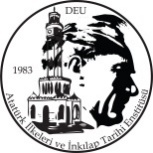 DEU
1983
Atatürk İlkeleri ve İnkılap Tarihi Enstitüsü